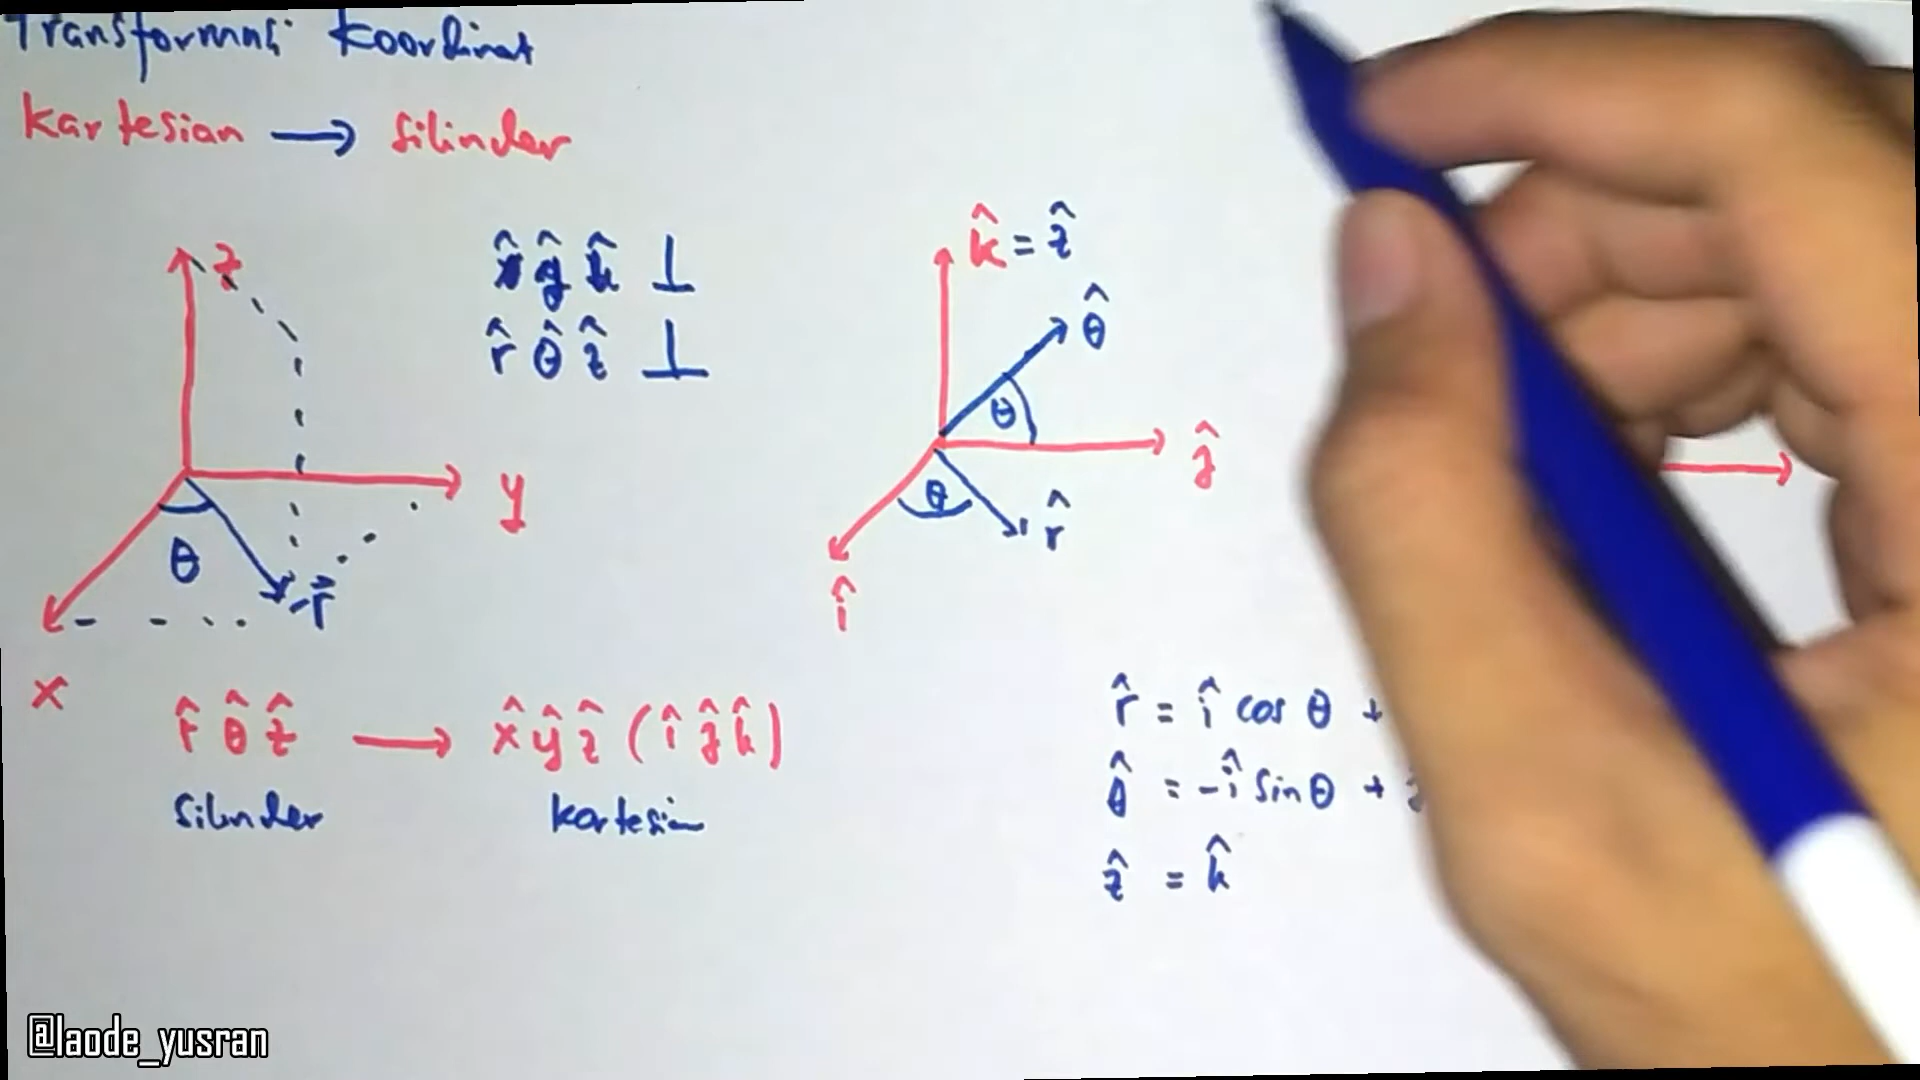 Transformasi Koordinat
Kartesian → Silinder
z
y
x
θ
r⃗
x̂ ŷ k̂ ⊥
r̂ θ̂ ẑ ⊥
k̂ = ẑ
θ̂
θ
ĵ
θ
r̂
î
r̂ θ̂ ẑ → x̂ ŷ ẑ (î ĵ k̂)
Silinder kartesian
r̂ = î cos θ +
θ̂ = -î sin θ +
ẑ = k̂
@laode_yusran